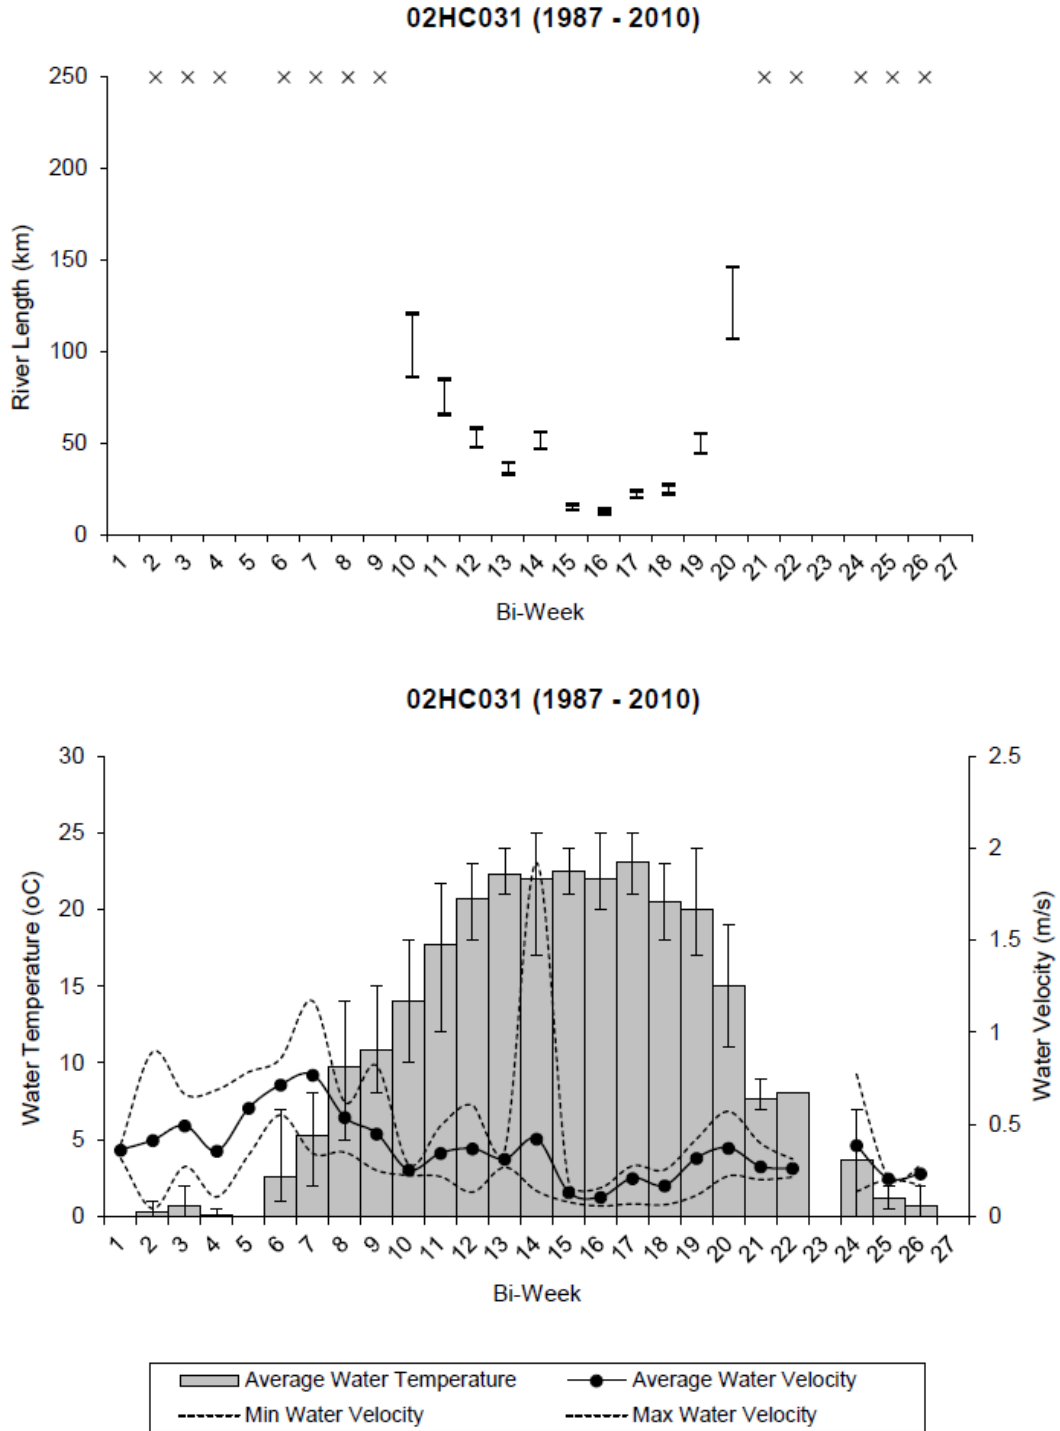 02HC031 (1987 - 2010)
250
200
150
100
50
0
River Length (km)
1 2 3 4 5 6 7 8 9 10 11 12 13 14 15 16 17 18 19 20 21 22 23 24 25 26 27
Bi-Week
02HC031 (1987 - 2010)
30
25
20
15
10
5
0
Water Temperature (oC)
2.5
2
1.5
1
0.5
0
Water Velocity (m/s)
1 2 3 4 5 6 7 8 9 10 11 12 13 14 15 16 17 18 19 20 21 22 23 24 25 26 27
Bi-Week
Average Water Temperature
Average Water Velocity
Min Water Velocity
Max Water Velocity